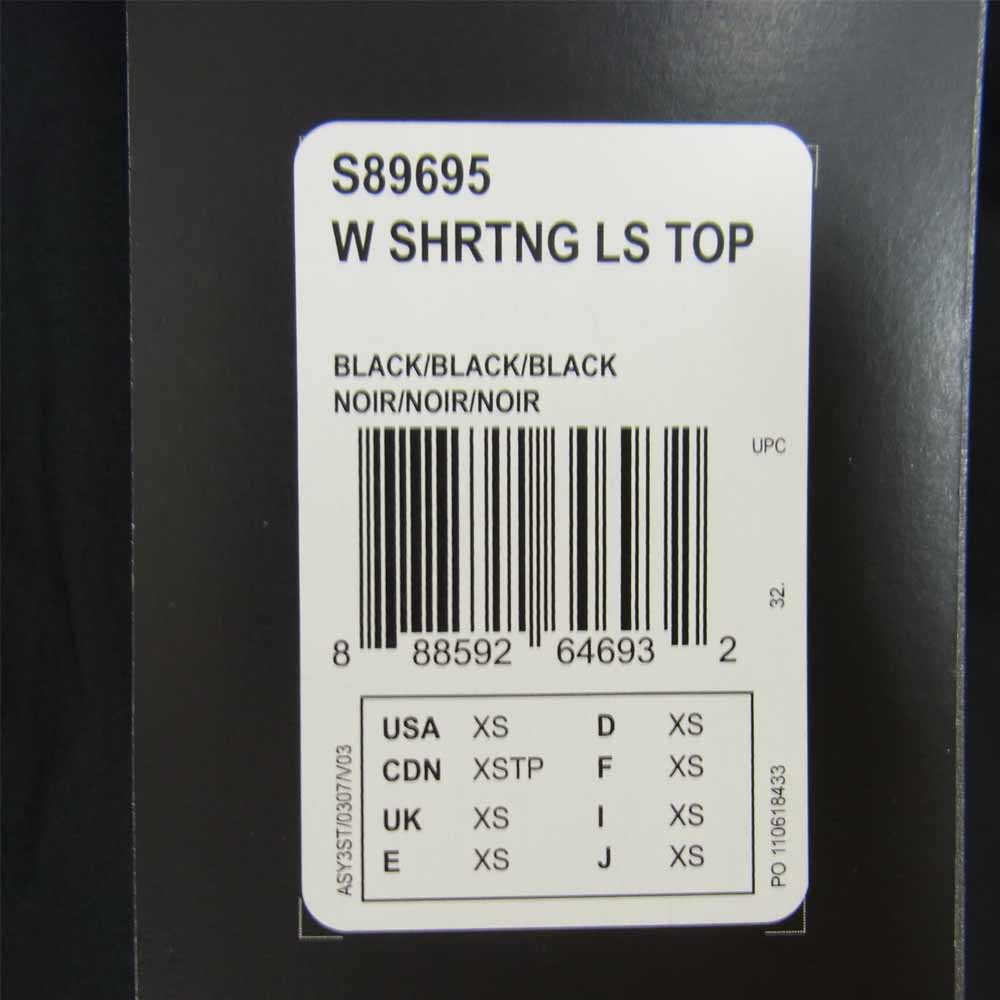 S89695
W SHRTNG LS TOP
BLACK/BLACK/BLACK
NOIR/NOIR/NOIR
UPC
32.
8 88592 64693 2
USA XS D XS
CDN XSTP F XS
UK XS I XS
E XS J XS
ASY3ST/0307/V03
PO 110618433